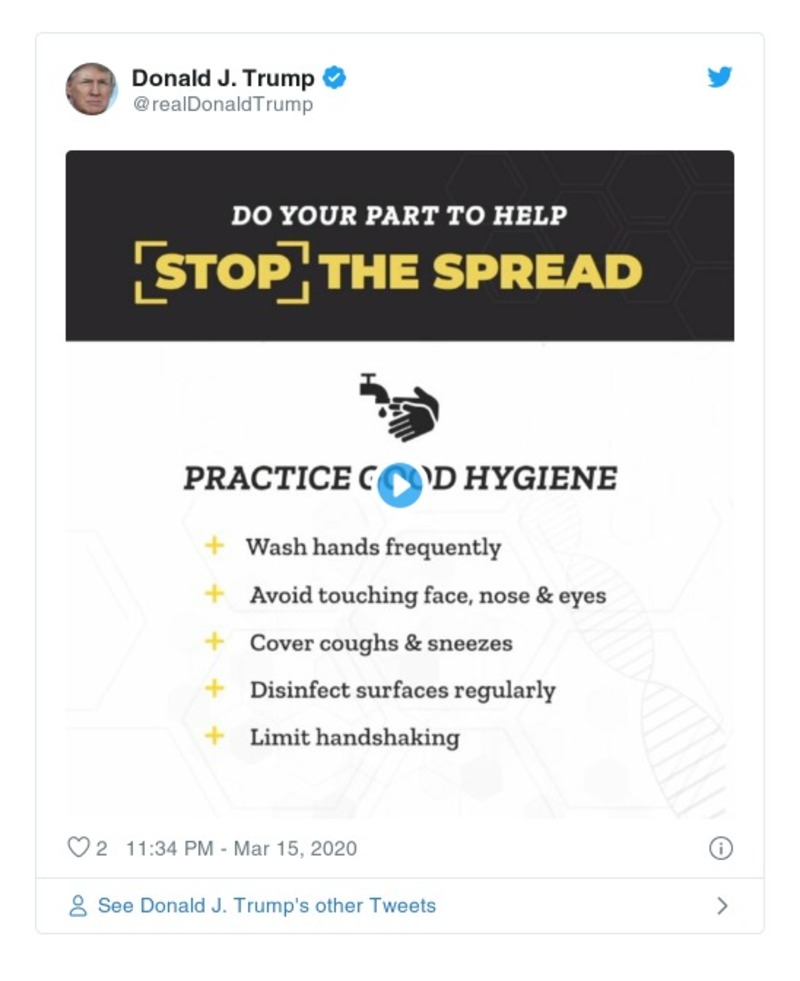 Donald J. Trump
@realDonaldTrump
DO YOUR PART TO HELP
STOP THE SPREAD
PRACTICE GOOD HYGIENE
+ Wash hands frequently
+ Avoid touching face, nose & eyes
+ Cover coughs & sneezes
+ Disinfect surfaces regularly
+ Limit handshaking
2 11:34 PM - Mar 15, 2020
See Donald J. Trump's other Tweets